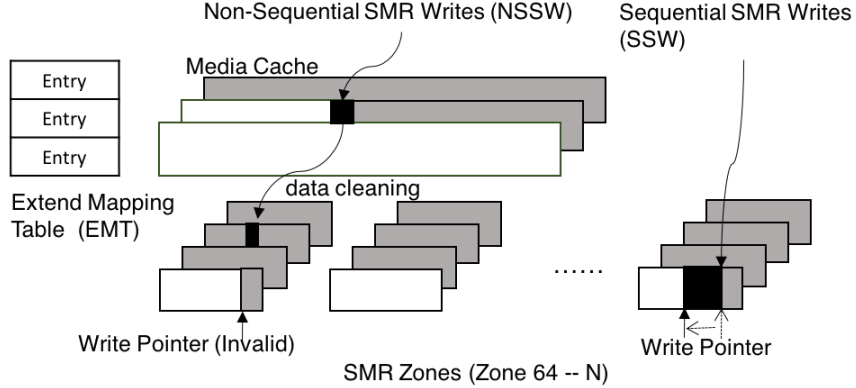 Non-Sequential SMR Writes (NSSW)
Sequential SMR Writes
(SSW)
Media Cache
Entry
Entry
Entry
Extend Mapping
Table (EMT)
data cleaning
......
Write Pointer (Invalid)
Write Pointer
SMR Zones (Zone 64 -- N)